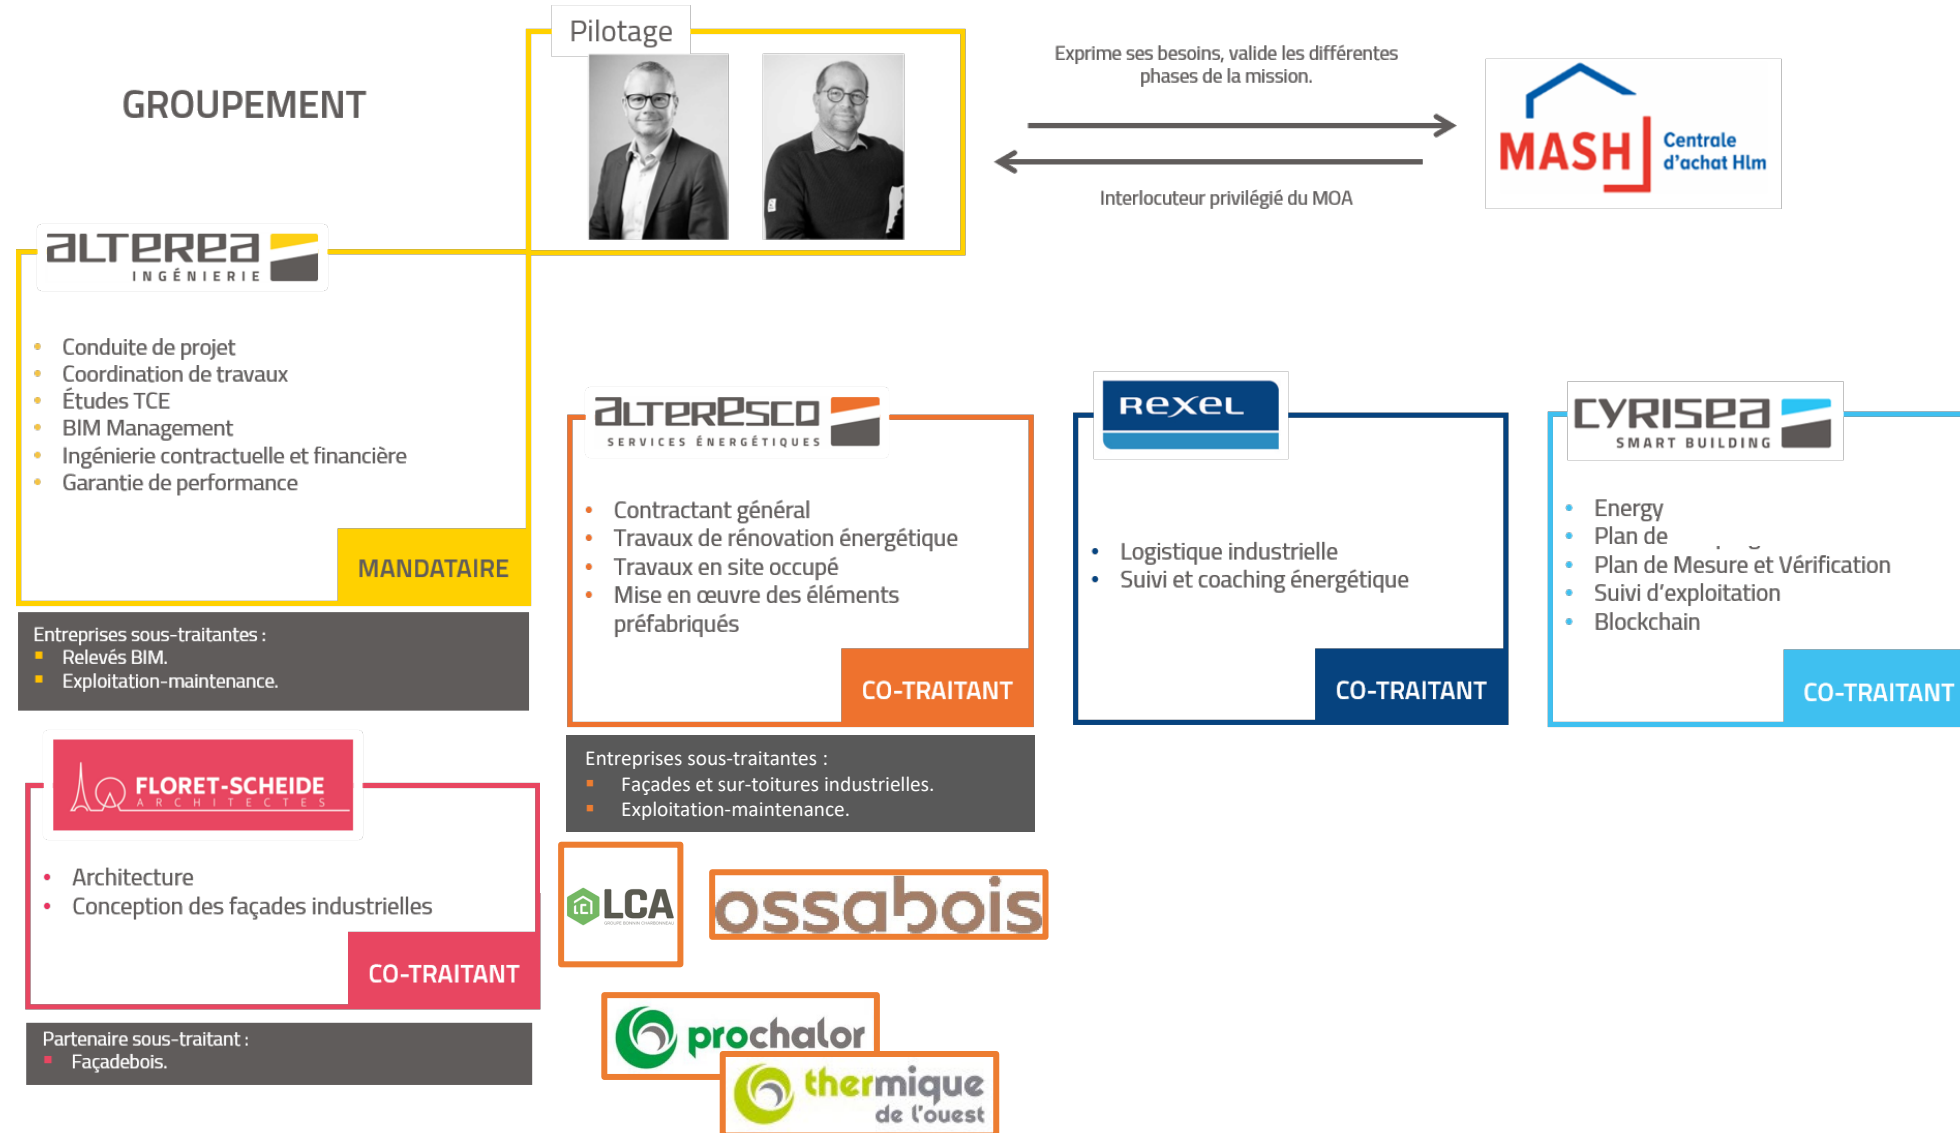 Pilotage
GROUPEMENT
Exprime ses besoins, valide les différentes
phases de la mission.
Interlocuteur privilégié du MOA
MASH
Centrale
d'achat Hlm
ALTEREA
INGÉNIERIE
• Conduite de projet
• Coordination de travaux
• Études TCE
• BIM Management
• Ingénierie contractuelle et financière
• Garantie de performance
MANDATAIRE
Entreprises sous-traitantes :
▪ Relevés BIM.
▪ Exploitation-maintenance.
ALTERESCO
SERVICES ÉNERGÉTIQUES
• Contractant général
• Travaux de rénovation énergétique
• Travaux en site occupé
• Mise en œuvre des éléments
préfabriqués
CO-TRAITANT
Entreprises sous-traitantes :
▪ Façades et sur-toitures industrielles.
▪ Exploitation-maintenance.
REXEL
• Logistique industrielle
• Suivi et coaching énergétique
CO-TRAITANT
CYRISEA
SMART BUILDING
• Energy
• Plan de
• Plan de Mesure et Vérification
• Suivi d'exploitation
• Blockchain
CO-TRAITANT
FLORET-SCHEIDE
ARCHITECTES
• Architecture
• Conception des façades industrielles
CO-TRAITANT
Partenaire sous-traitant :
▪ Façadebois.
LCA
ossabois
prochalor
thermique
de l'ouest